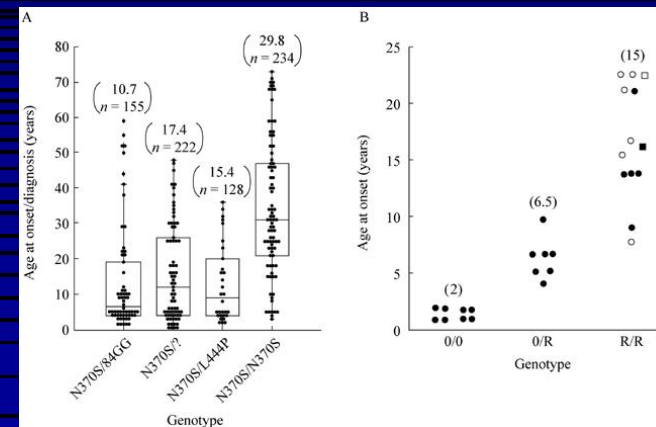 A
80
70
60
50
40
30
20
10
0
Age at onset/diagnosis (years)
10.7
n = 155
17.4
n = 222
15.4
n = 128
29.8
n = 234
N370S/84GG
N370S/?
N370S/L444P
N370S/N370S
Genotype
B
25
20
15
10
5
0
Age at onset (years)
(2)
(6.5)
(15)
0/0
0/R
R/R
Genotype